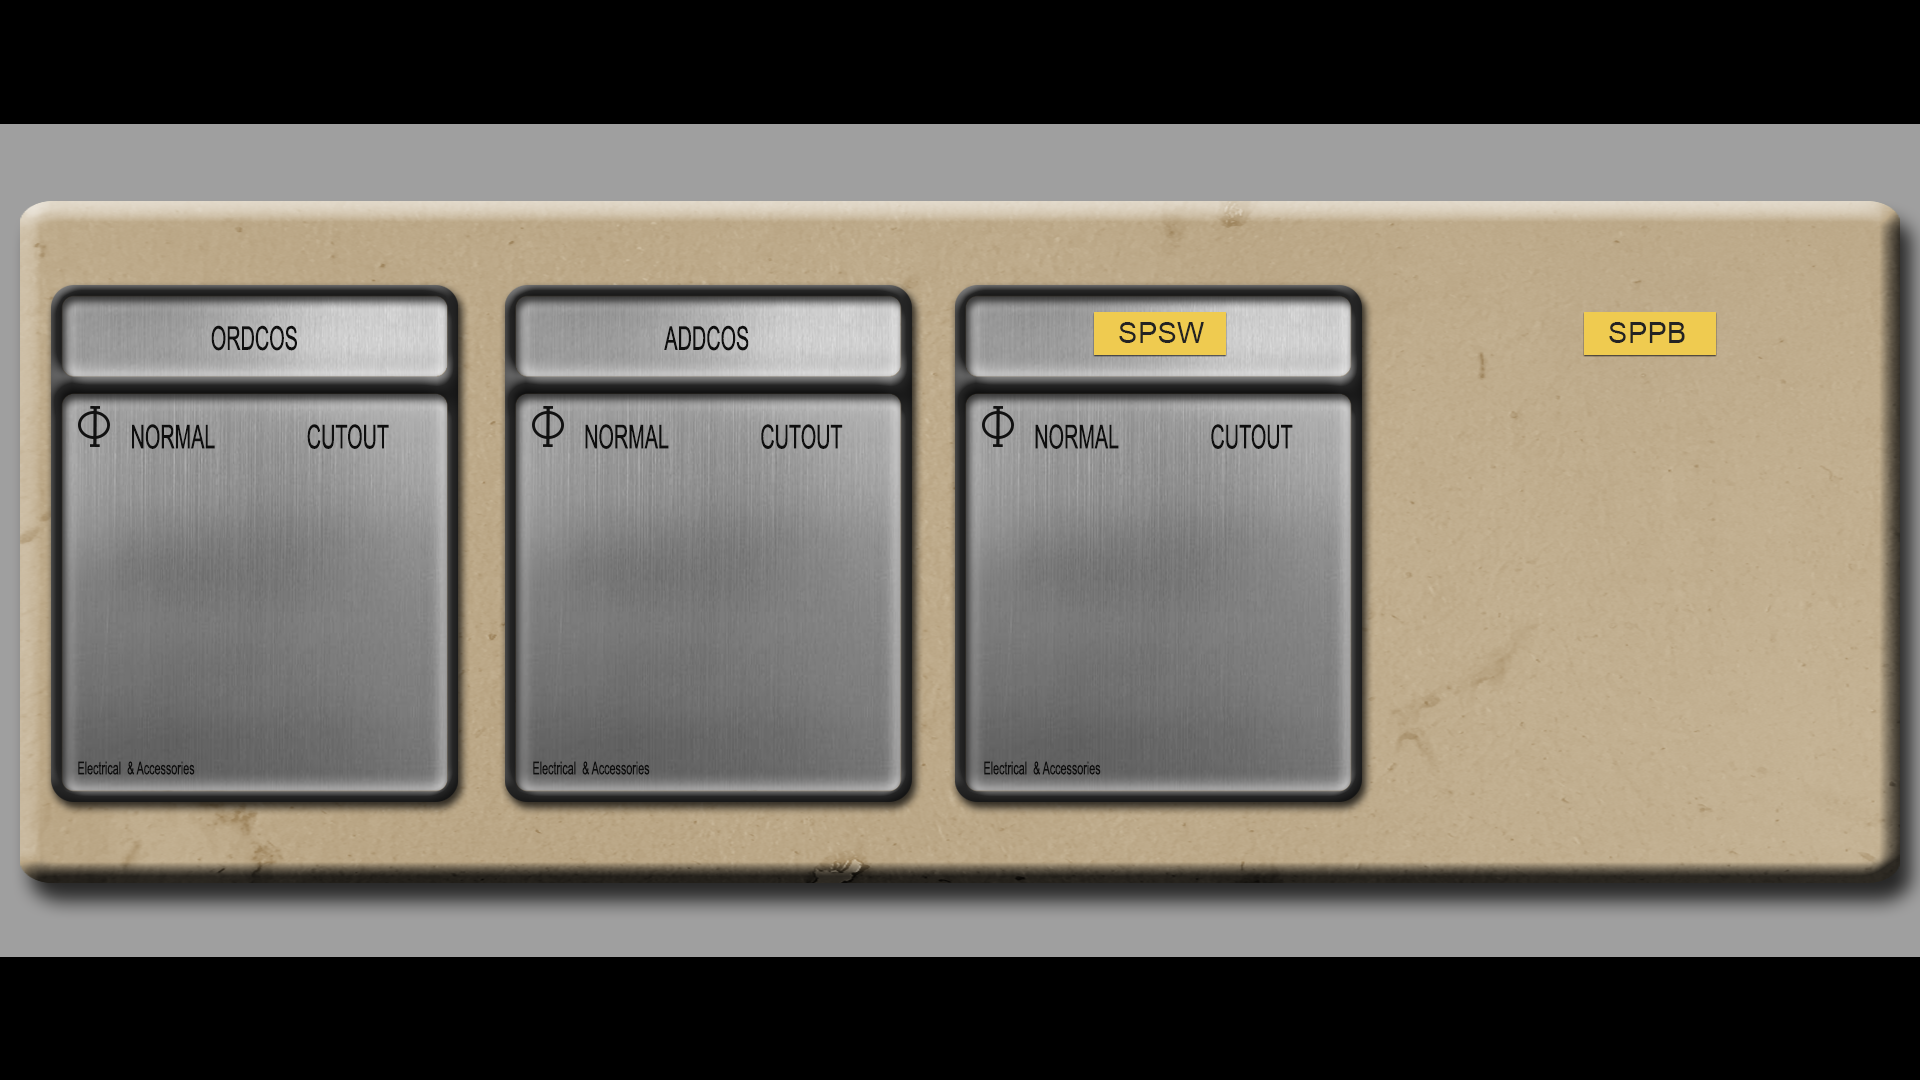 ORDCOS
Φ NORMAL CUTOUT
Electrical & Accessories
ADDCOS
Φ NORMAL CUTOUT
Electrical & Accessories
SPSW
Φ NORMAL CUTOUT
Electrical & Accessories
SPPB